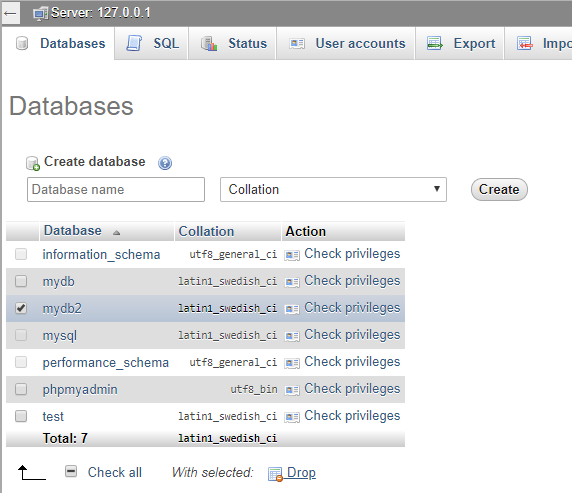 Server: 127.0.0.1
Databases SQL Status User accounts Export Impo
Databases
Create database
Database name Collation Create
Database Collation Action
information_schema utf8_general_ci Check privileges
mydb latin1_swedish_ci Check privileges
mydb2 latin1_swedish_ci Check privileges
mysql latin1_swedish_ci Check privileges
performance_schema utf8_general_ci Check privileges
phpmyadmin utf8_bin Check privileges
test latin1_swedish_ci Check privileges
Total: 7 latin1_swedish_ci
Check all With selected: Drop